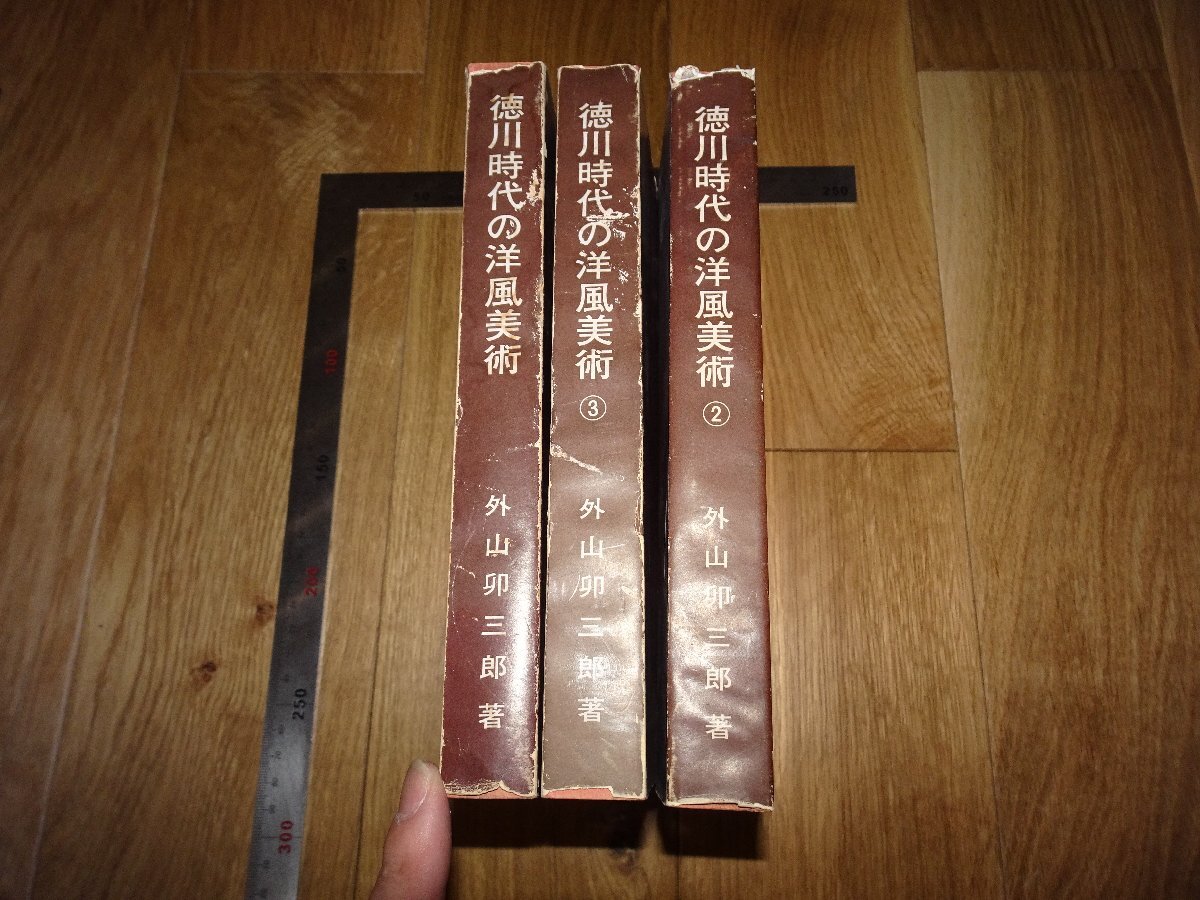 徳川時代の洋風美術
外山卯三郎 著
徳川時代の洋風美術 ③
外山卯三郎 著
徳川時代の洋風美術 ②
外山卯三郎 著
50
250
50
100
150
200
250
300